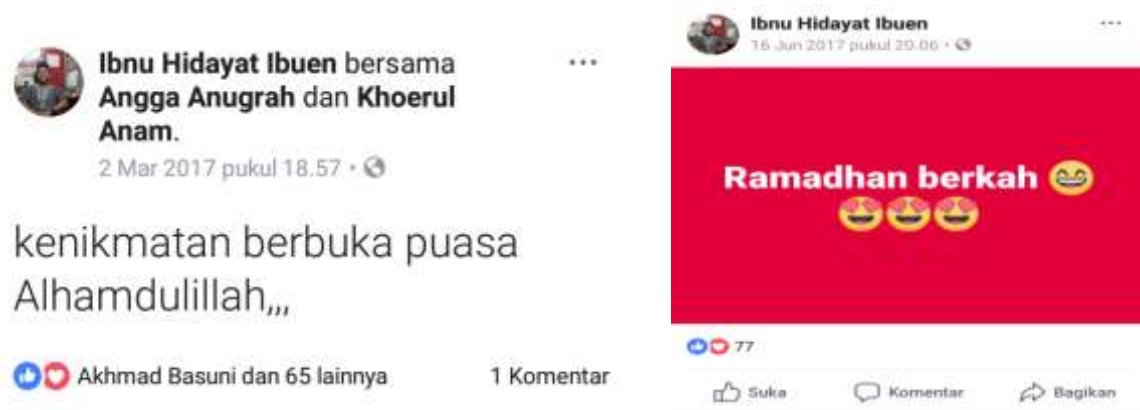 Ibnu Hidayat Ibuen bersama
Angga Anugrah dan Khoerul
Anam.
2 Mar 2017 pukul 18.57
kenikmatan berbuka puasa
Alhamdulillah,,,
Akhmad Basuni dan 65 lainnya
1 Komentar
Ibnu Hidayat Ibuen
16 Jun 2017 pukul 20.06
Ramadhan berkah 😁
😍😍😍
77
Suka
Komentar
Bagikan